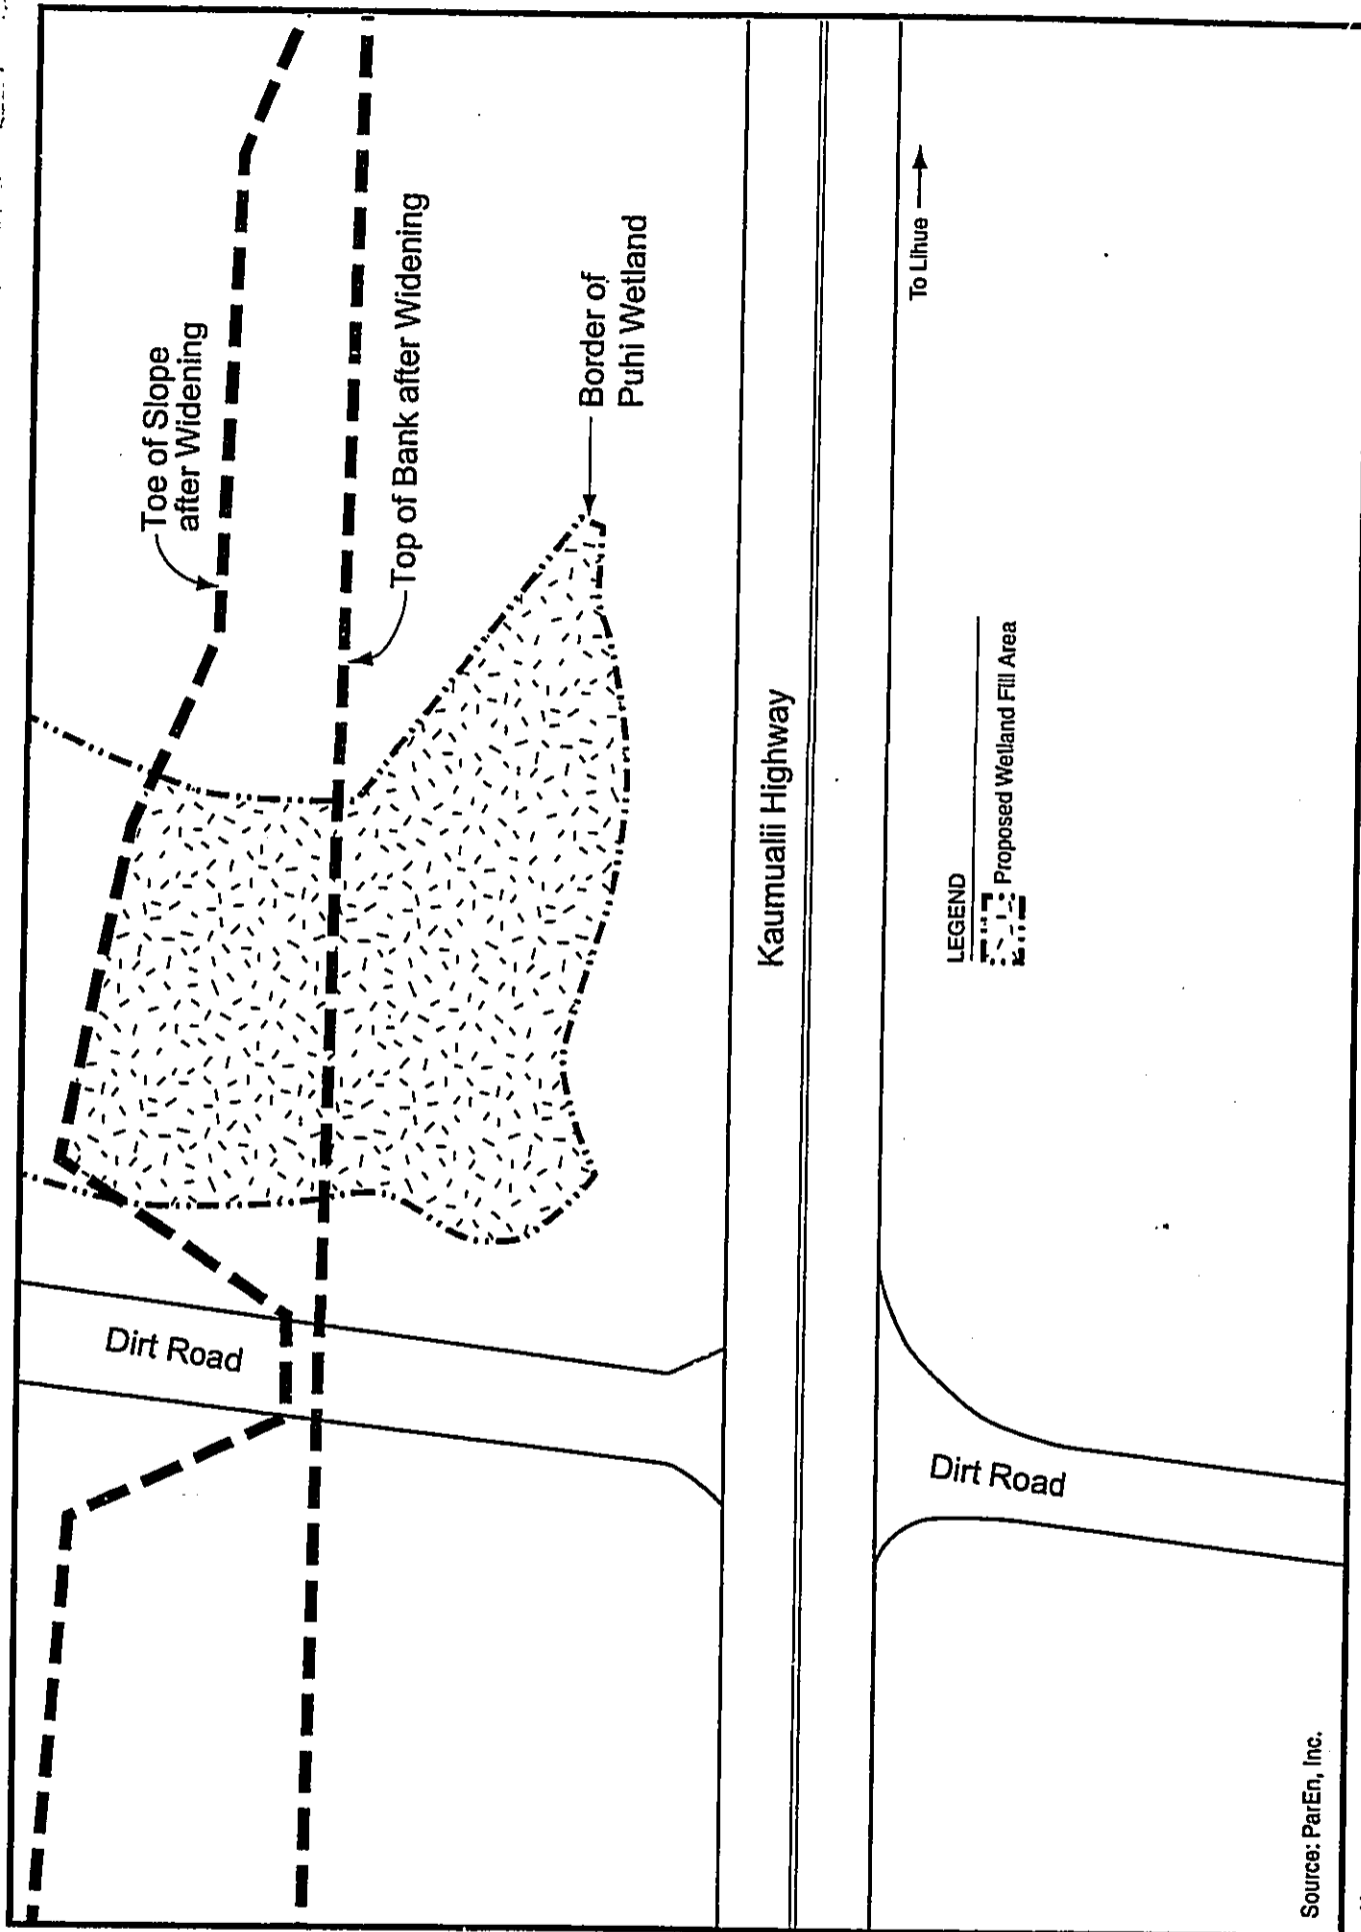 Toe of Slope
after Widening
Top of Bank after Widening
Border of
Puhi Wetland
Dirt Road
Kaumualii Highway
To Lihue
Dirt Road
LEGEND
Proposed Wetland Fill Area
Source: ParEn, Inc.